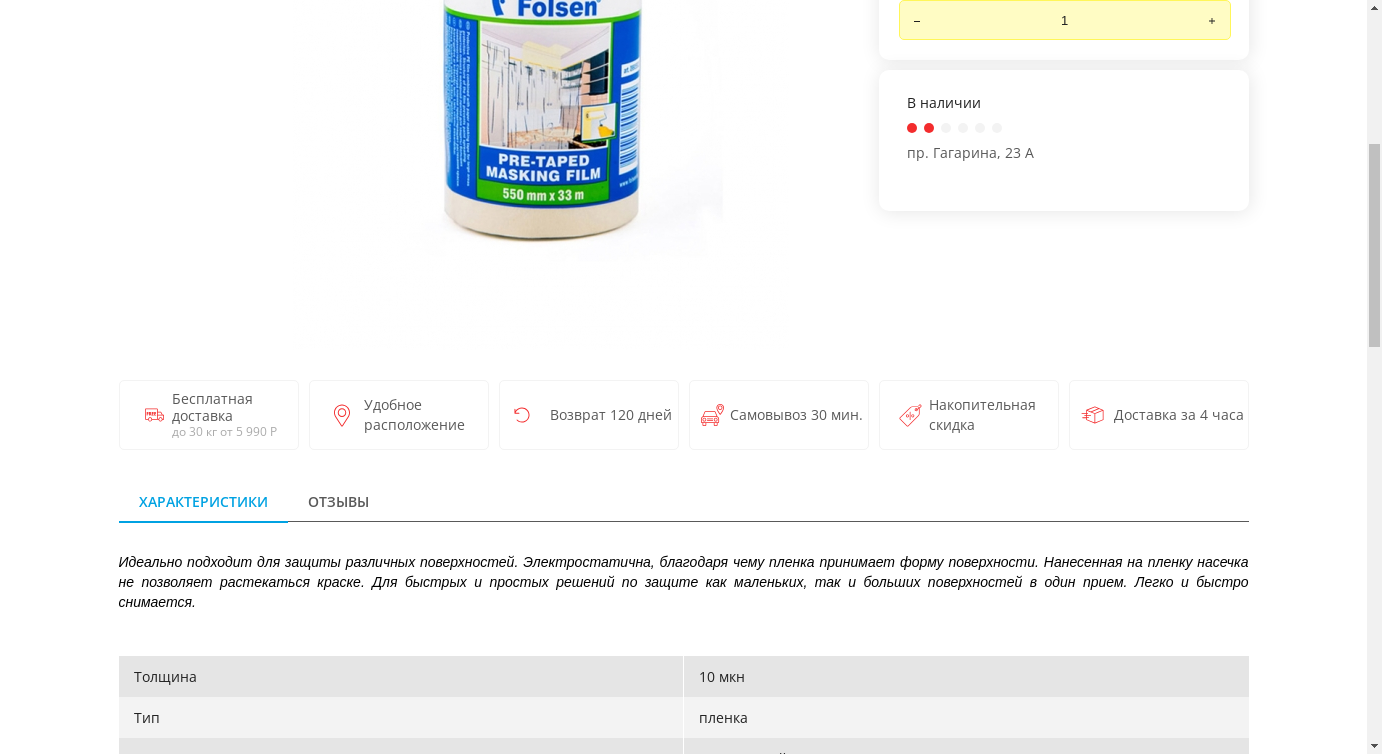 Folsen
PRE-TAPED
MASKING FILM
550 mm x 33 m
−
1
+
В наличии
пр. Гагарина, 23 А
Бесплатная
доставка
до 30 кг от 5 990 Р
Удобное
расположение
Возврат 120 дней
Самовывоз 30 мин.
Накопительная
скидка
Доставка за 4 часа
ХАРАКТЕРИСТИКИ
ОТЗЫВЫ
Идеально подходит для защиты различных поверхностей. Электростатична, благодаря чему пленка принимает форму поверхности. Нанесенная на пленку насечка
не позволяет растекаться краске. Для быстрых и простых решений по защите как маленьких, так и больших поверхностей в один прием. Легко и быстро
снимается.
Толщина
10 мкн
Тип
пленка